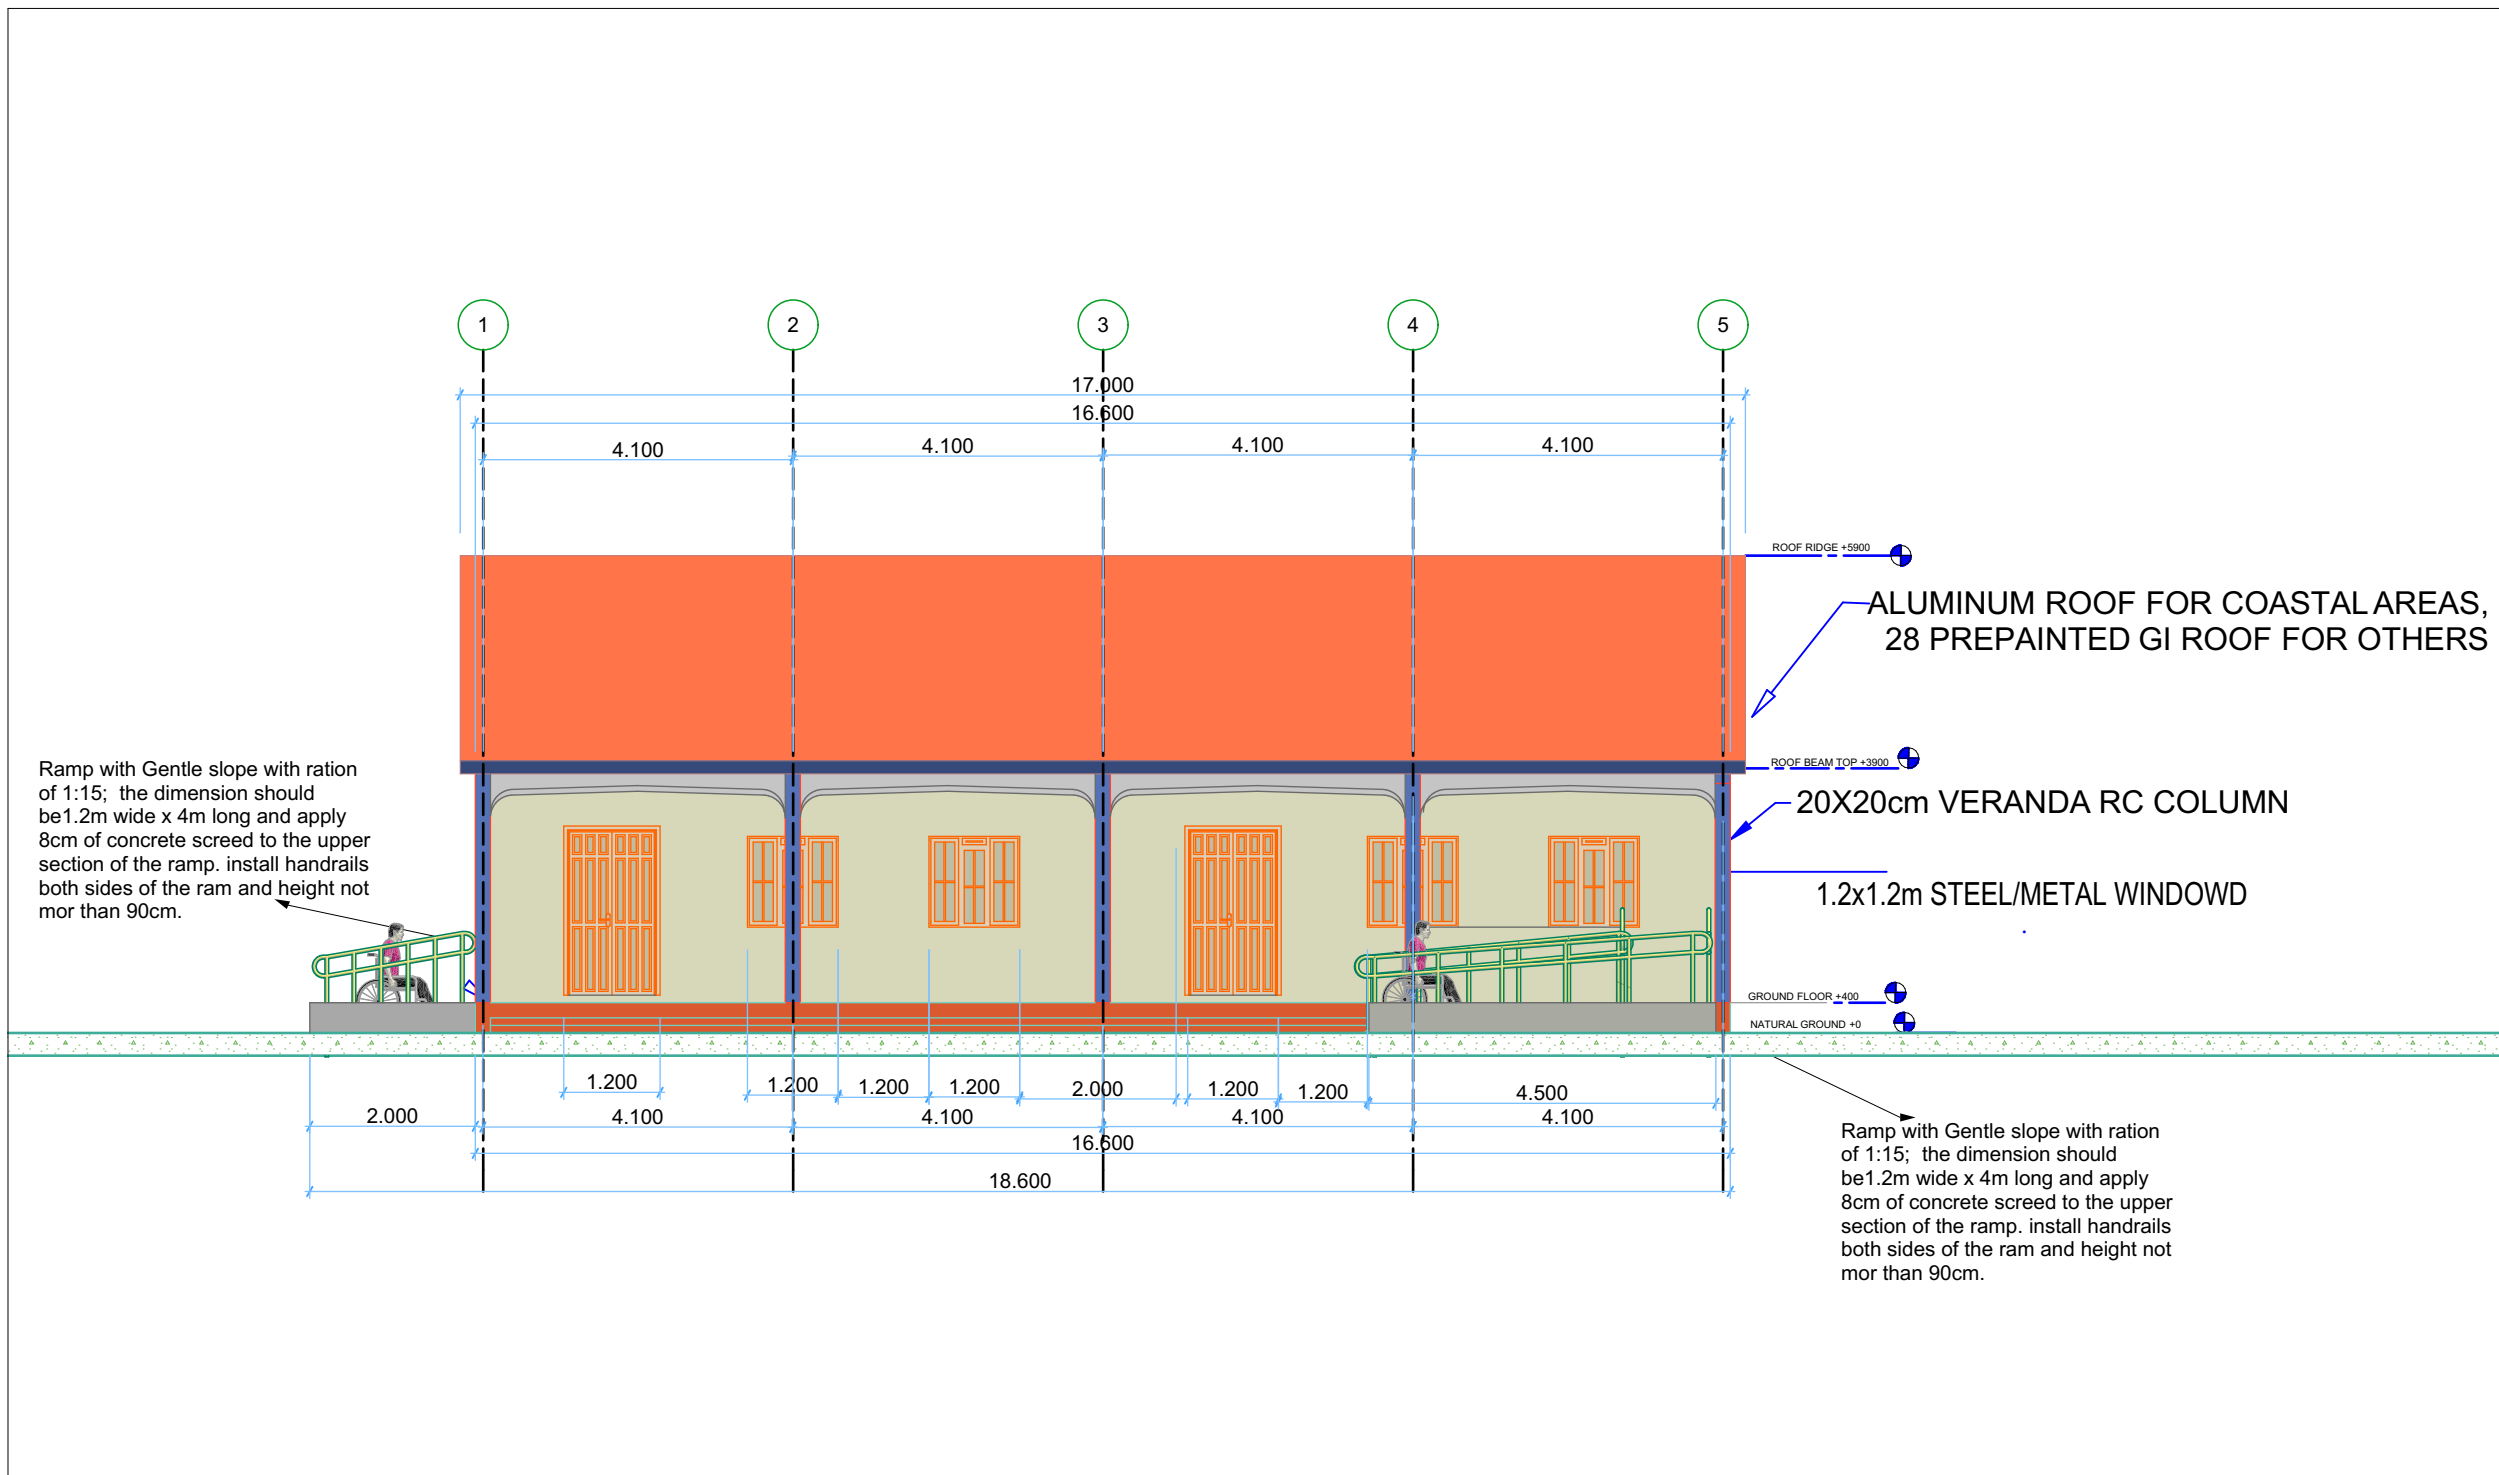 1 2 3 4 5
17.000
16.600
4.100 4.100 4.100 4.100
ROOF RIDGE +5900
ALUMINUM ROOF FOR COASTAL AREAS,
28 PREPAINTED GI ROOF FOR OTHERS
ROOF BEAM TOP +3900
20X20cm VERANDA RC COLUMN
1.2x1.2m STEEL/METAL WINDOWD
Ramp with Gentle slope with ration
of 1:15; the dimension should
be1.2m wide x 4m long and apply
8cm of concrete screed to the upper
section of the ramp. install handrails
both sides of the ram and height not
mor than 90cm.
GROUND FLOOR +400
NATURAL GROUND +0
1.200 1.200 1.200 1.200 2.000 1.200 1.200 4.500
2.000 4.100 4.100 4.100 4.100
16.600
18.600
Ramp with Gentle slope with ration
of 1:15; the dimension should
be1.2m wide x 4m long and apply
8cm of concrete screed to the upper
section of the ramp. install handrails
both sides of the ram and height not
mor than 90cm.